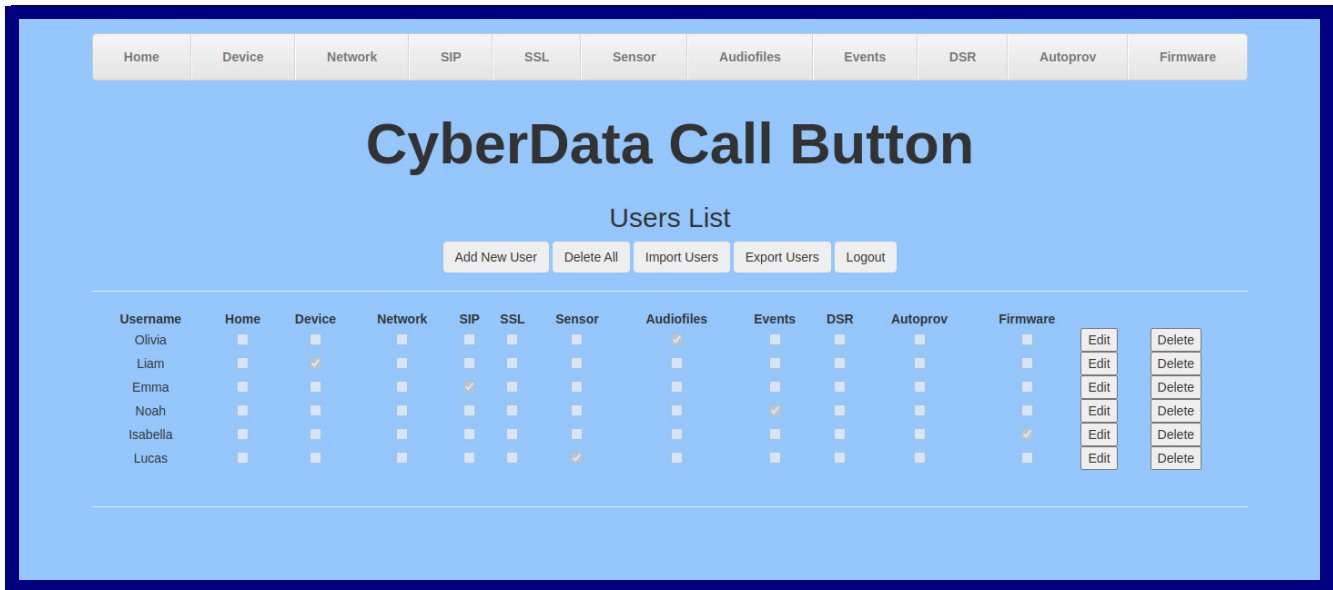 Home Device Network SIP SSL Sensor Audiofiles Events DSR Autoprov Firmware
CyberData Call Button
Users List
Add New User Delete All Import Users Export Users Logout
Username Home Device Network SIP SSL Sensor Audiofiles Events DSR Autoprov Firmware
Olivia Edit Delete
Liam Edit Delete
Emma Edit Delete
Noah Edit Delete
Isabella Edit Delete
Lucas Edit Delete